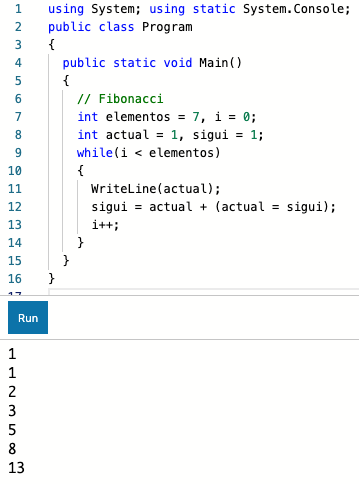 1 using System; using static System.Console;
2 public class Program
3 {
4 public static void Main()
5 {
6 // Fibonacci
7 int elementos = 7, i = 0;
8 int actual = 1, sigui = 1;
9 while(i < elementos)
10 {
11 WriteLine(actual);
12 sigui = actual + (actual = sigui);
13 i++;
14 }
15 }
16 }
17
Run
1
1
2
3
5
8
13